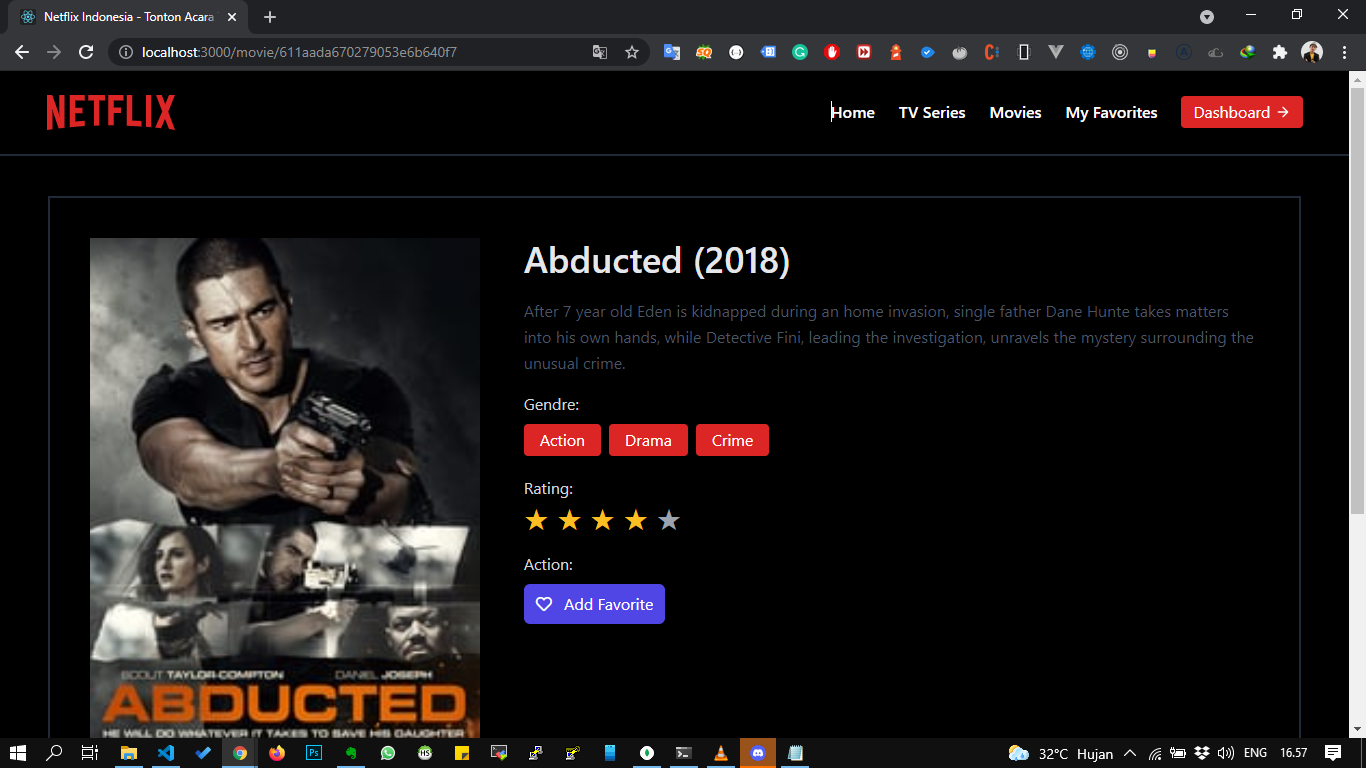 Netflix Indonesia - Tonton Acara
localhost:3000/movie/611aada670279053e6b640f7
NETFLIX
Home TV Series Movies My Favorites Dashboard →
Abducted (2018)
After 7 year old Eden is kidnapped during an home invasion, single father Dane Hunte takes matters
into his own hands, while Detective Fini, leading the investigation, unravels the mystery surrounding the
unusual crime.
Gendre:
Action Drama Crime
Rating:
Action:
Add Favorite
SCOUT TAYLOR-COMPTON DANIEL JOSEPH
ABDUCTED
HE WILL DO WHATEVER IT TAKES TO SAVE HIS DAUGHTER
32°C Hujan ENG 16.57